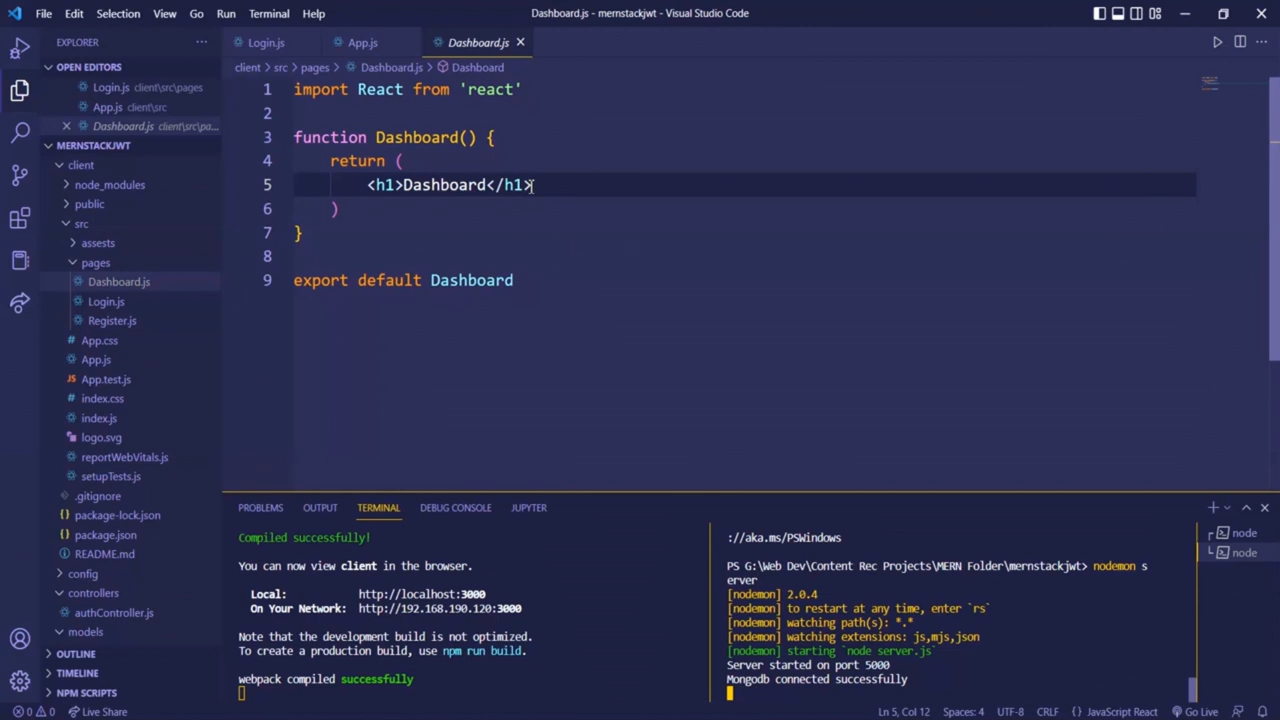 File Edit Selection View Go Run Terminal Help
Dashboard.js - mernstackjwt - Visual Studio Code
EXPLORER
OPEN EDITORS
Login.js client\src\pages
App.js client\src
Dashboard.js client\src\pa...
MERNSTACKJWT
client
node_modules
public
src
assests
pages
Dashboard.js
Login.js
Register.js
App.css
App.js
App.test.js
index.css
index.js
logo.svg
reportWebVitals.js
setupTests.js
.gitignore
package-lock.json
package.json
README.md
config
controllers
authController.js
models
OUTLINE
TIMELINE
NPM SCRIPTS
Login.js App.js Dashboard.js
client > src > pages > Dashboard.js > Dashboard
1 import React from 'react'
2
3 function Dashboard() {
4 return (
5 <h1>Dashboard</h1>
6 )
7 }
8
9 export default Dashboard
PROBLEMS OUTPUT TERMINAL DEBUG CONSOLE JUPYTER
Compiled successfully!
You can now view client in the browser.
Local: http://localhost:3000
On Your Network: http://192.168.190.120:3000
Note that the development build is not optimized.
To create a production build, use npm run build.
webpack compiled successfully
://aka.ms/PSWindows
PS G:\Web Dev\Content Rec Projects\MERN Folder\mernstackjwt> nodemon s
erver
[nodemon] 2.0.4
[nodemon] to restart at any time, enter `rs`
[nodemon] watching path(s): *.*
[nodemon] watching extensions: js,mjs,json
[nodemon] starting `node server.js`
Server started on port 5000
Mongodb connected successfully
node
node
0 0 Live Share
Ln 5, Col 12 Spaces: 4 UTF-8 CRLF {} JavaScript React Go Live